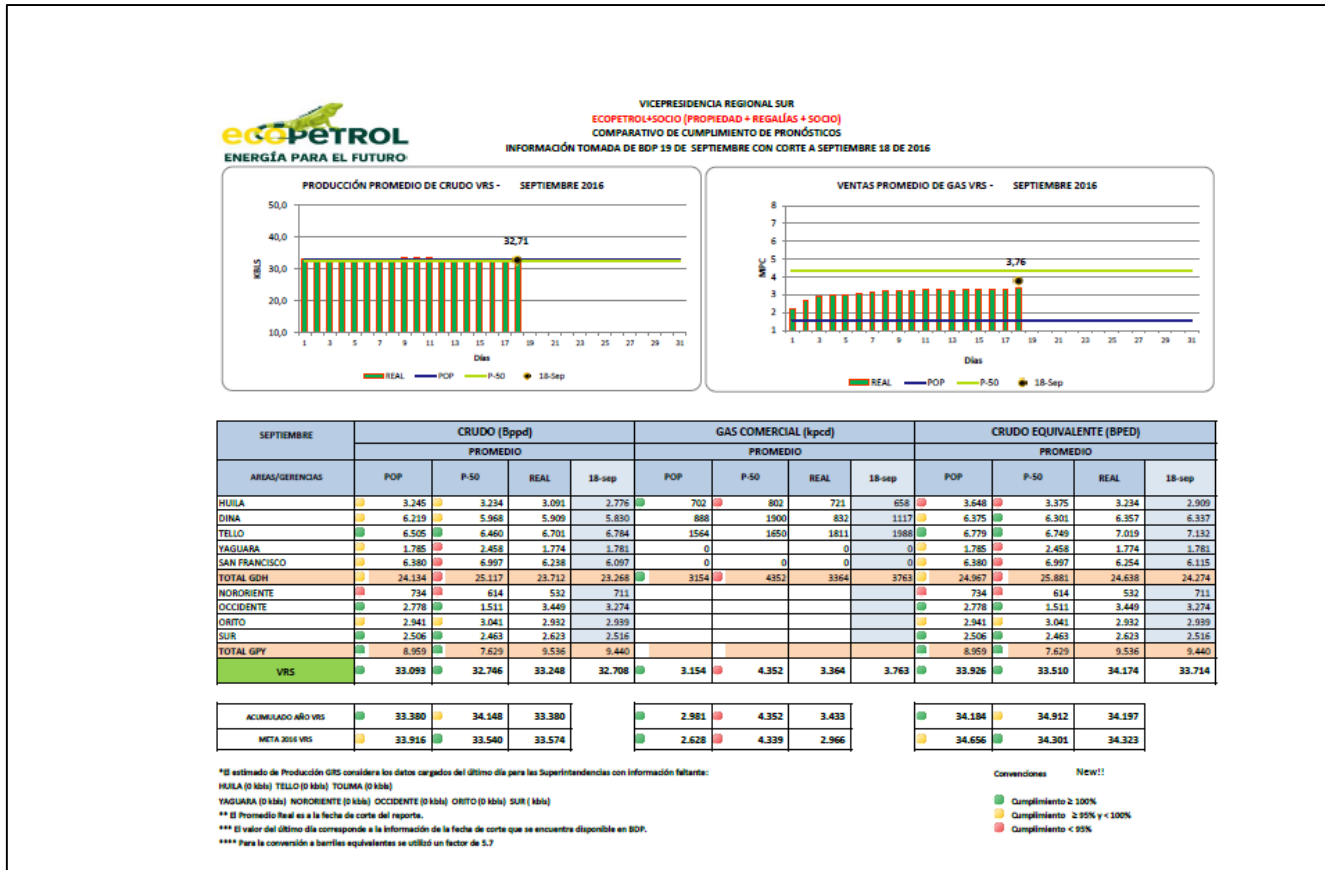 ecopetrol
ENERGÍA PARA EL FUTURO
VICEPRESIDENCIA REGIONAL SUR
ECOPETROL+SOCIO (PROPIEDAD + REGALÍAS + SOCIO)
COMPARATIVO DE CUMPLIMIENTO DE PRONÓSTICOS
INFORMACIÓN TOMADA DE BDP 19 DE SEPTIEMBRE CON CORTE A SEPTIEMBRE 18 DE 2016
PRODUCCIÓN PROMEDIO DE CRUDO VRS - SEPTIEMBRE 2016
50,0
40,0
30,0
20,0
10,0
KBLS
32,71
1 3 5 7 9 11 13 15 17 19 21 23 25 27 29 31
Días
REAL POP P-50 18-Sep
VENTAS PROMEDIO DE GAS VRS - SEPTIEMBRE 2016
8
7
6
5
4
3
2
1
MPC
3,76
1 3 5 7 9 11 13 15 17 19 21 23 25 27 29 31
Días
REAL POP P-50 18-Sep
SEPTIEMBRE CRUDO (Bppd) GAS COMERCIAL (kpcd) CRUDO EQUIVALENTE (BPED)
PROMEDIO PROMEDIO PROMEDIO
AREAS/GERENCIAS POP P-50 REAL 18-sep POP P-50 REAL 18-sep POP P-50 REAL 18-sep
HUILA 3.245 3.234 3.091 2.776 702 802 721 658 3.648 3.375 3.234 2.909
DINA 6.219 5.968 5.909 5.830 888 1900 832 1117 6.375 6.301 6.357 6.337
TELLO 6.505 6.460 6.701 6.784 1564 1650 1811 1988 6.779 6.749 7.019 7.132
YAGUARA 1.785 2.458 1.774 1.781 0 0 0 1.785 2.458 1.774 1.781
SAN FRANCISCO 6.380 6.997 6.238 6.097 0 0 0 0 6.380 6.997 6.254 6.115
TOTAL GDH 24.134 25.117 23.712 23.268 3154 4352 3364 3763 24.967 25.881 24.638 24.274
NORORIENTE 734 614 532 711 734 614 532 711
OCCIDENTE 2.778 1.511 3.449 3.274 2.778 1.511 3.449 3.274
ORITO 2.941 3.041 2.932 2.939 2.941 3.041 2.932 2.939
SUR 2.506 2.463 2.623 2.516 2.506 2.463 2.623 2.516
TOTAL GPY 8.959 7.629 9.536 9.440 8.959 7.629 9.536 9.440
VRS 33.093 32.746 33.248 32.708 3.154 4.352 3.364 3.763 33.926 33.510 34.174 33.714
ACUMULADO AÑO VRS 33.380 34.148 33.380 2.981 4.352 3.433 34.184 34.912 34.197
META 2016 VRS 33.916 33.540 33.574 2.628 4.339 2.966 34.656 34.301 34.323
*El estimado de Producción GRS considera los datos cargados del último día para las Superintendencias con información faltante:
HUILA (0 kbls) TELLO (0 kbls) TOLIMA (0 kbls)
YAGUARA (0 kbls) NORORIENTE (0 kbls) OCCIDENTE (0 kbls) ORITO (0 kbls) SUR ( kbls)
** El Promedio Real es a la fecha de corte del reporte.
*** El valor del último día corresponde a la información de la fecha de corte que se encuentra disponible en BDP.
**** Para la conversión a barriles equivalentes se utilizó un factor de 5.7
Convenciones New!!
Cumplimiento ≥ 100%
Cumplimiento ≥ 95% y < 100%
Cumplimiento < 95%